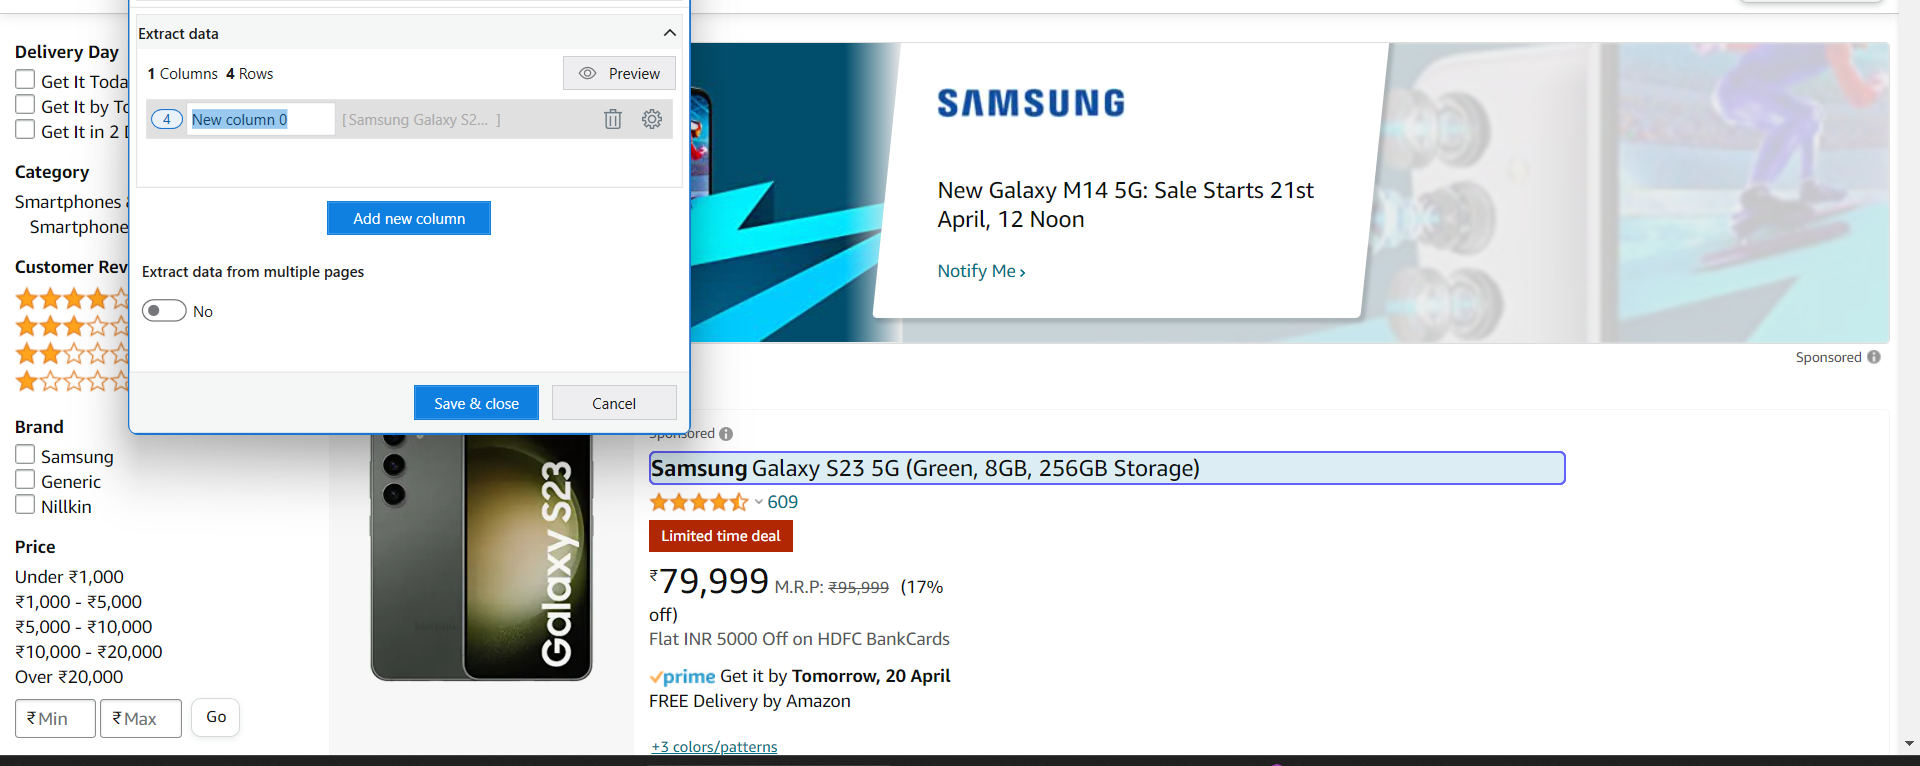 Extract data
1 Columns 4 Rows
Preview
4 New column 0 [Samsung Galaxy S2... ]
Add new column
Extract data from multiple pages
No
Save & close
Cancel
Delivery Day
Get It Toda
Get It by To
Get It in 2
Category
Smartphones
Smartphone
Customer Rev
Brand
Samsung
Generic
Nillkin
Price
Under ₹1,000
₹1,000 - ₹5,000
₹5,000 - ₹10,000
₹10,000 - ₹20,000
Over ₹20,000
₹Min
₹Max
Go
SAMSUNG
New Galaxy M14 5G: Sale Starts 21st
April, 12 Noon
Notify Me ›
Sponsored
Galaxy S23
Sponsored
Samsung Galaxy S23 5G (Green, 8GB, 256GB Storage)
609
Limited time deal
₹79,999 M.R.P: ₹95,999 (17%
off)
Flat INR 5000 Off on HDFC BankCards
prime Get it by Tomorrow, 20 April
FREE Delivery by Amazon
+3 colors/patterns